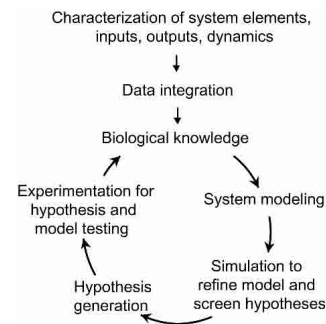 Characterization of system elements,
inputs, outputs, dynamics
Data integration
Biological knowledge
System modeling
Simulation to
refine model and
screen hypotheses
Hypothesis
generation
Experimentation for
hypothesis and
model testing